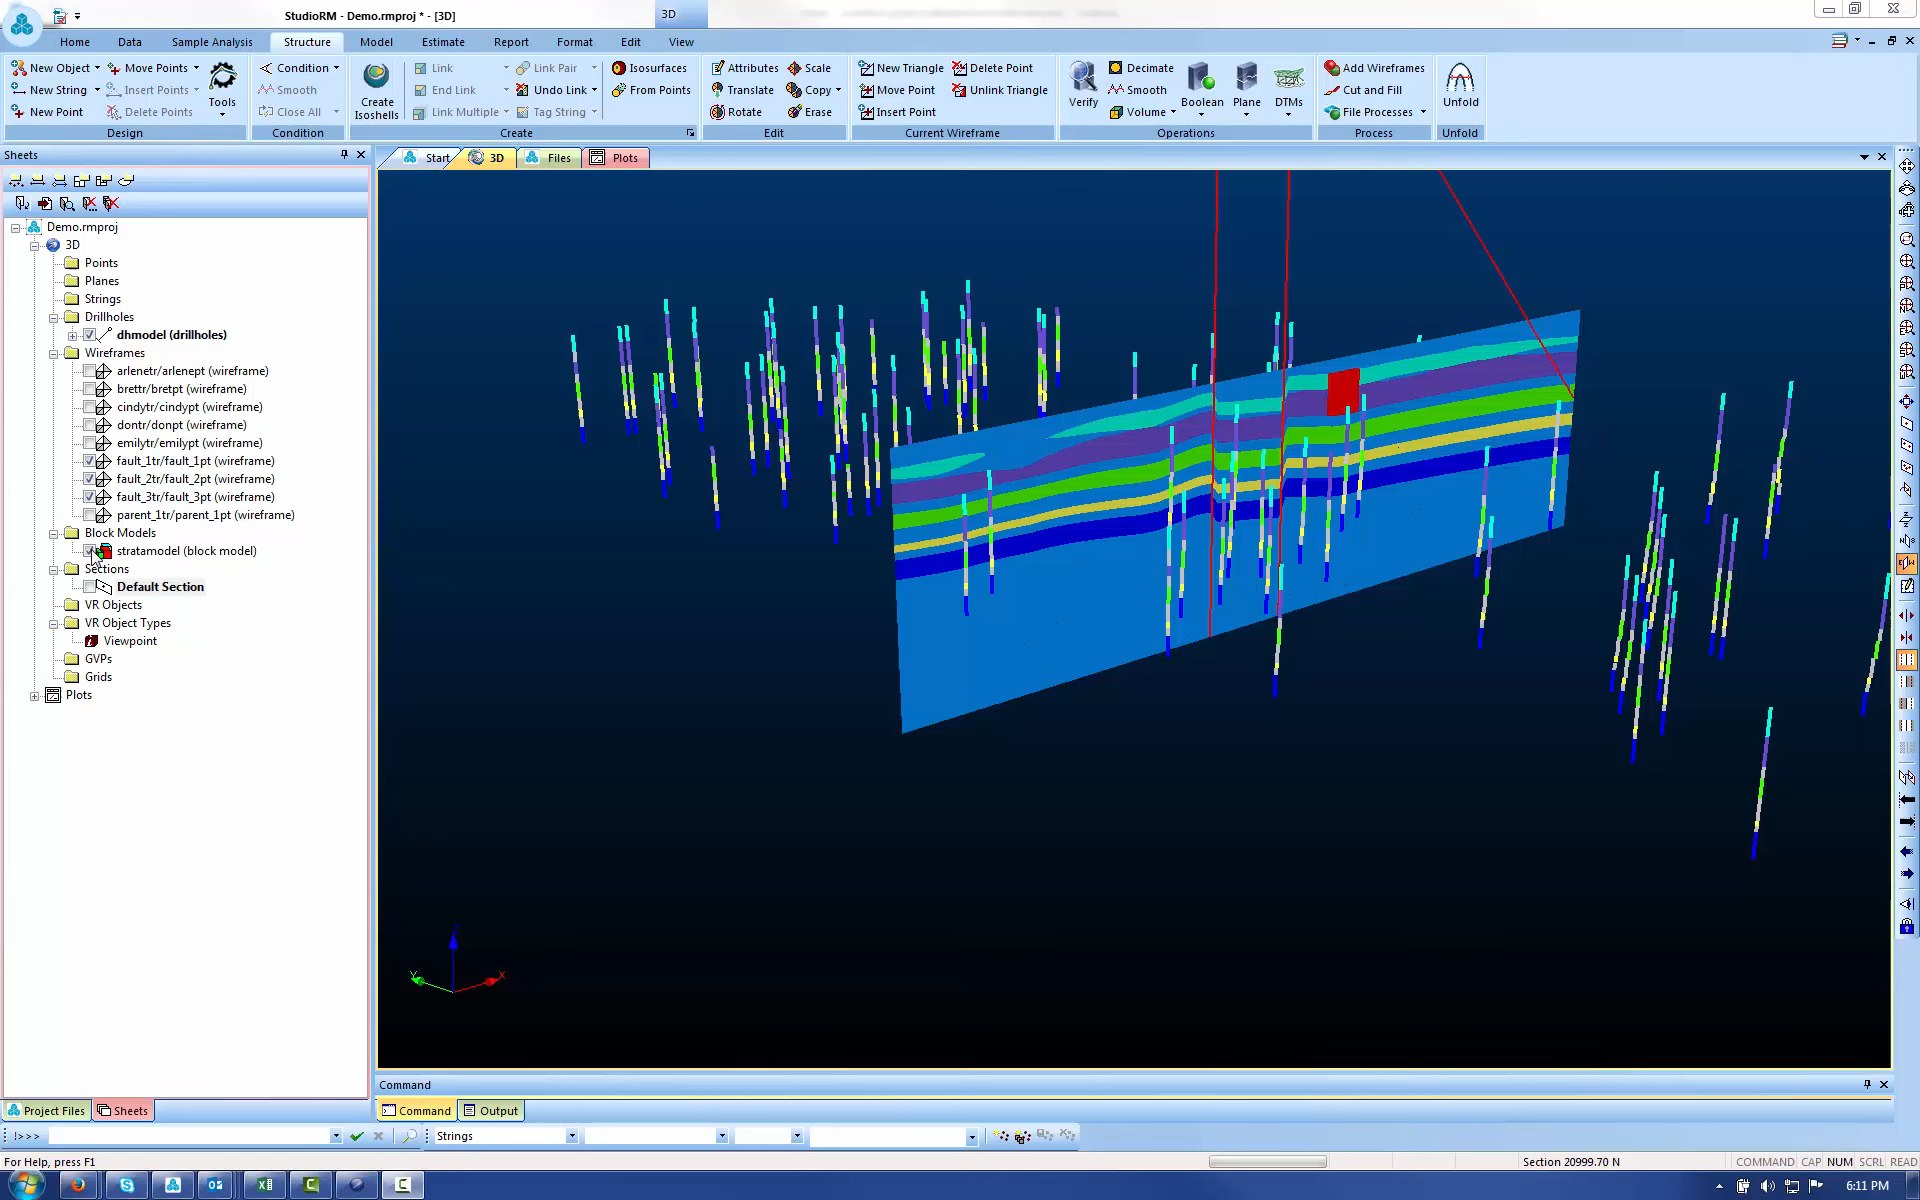 StudioRM - Demo.rmproj * - [3D]
3D
Home Data Sample Analysis Structure Model Estimate Report Format Edit View
New Object Move Points Condition Link Link Pair Isosurfaces Attributes Scale New Triangle Delete Point Decimate Add Wireframes
New String Insert Points Tools Smooth Create Isoshells End Link Undo Link From Points Translate Copy Move Point Unlink Triangle Verify Smooth Boolean Plane DTMs Cut and Fill Unfold
New Point Delete Points Close All Link Multiple Tag String Rotate Erase Insert Point Volume File Processes
Design Condition Create Edit Current Wireframe Operations Process Unfold
Sheets
Start 3D Files Plots
Demo.rmproj
3D
Points
Planes
Strings
Drillholes
dhmodel (drillholes)
Wireframes
arlenetr/arlenept (wireframe)
brettr/bretpt (wireframe)
cindytr/cindypt (wireframe)
dontr/donpt (wireframe)
emilytr/emilypt (wireframe)
fault_1tr/fault_1pt (wireframe)
fault_2tr/fault_2pt (wireframe)
fault_3tr/fault_3pt (wireframe)
parent_1tr/parent_1pt (wireframe)
Block Models
stratamodel (block model)
Sections
Default Section
VR Objects
VR Object Types
Viewpoint
GVPs
Grids
Plots
X
Y
Command
Project Files Sheets Command Output
!>>> Strings
For Help, press F1 Section 20999.70 N COMMAND CAP NUM SCRL READ
6:11 PM